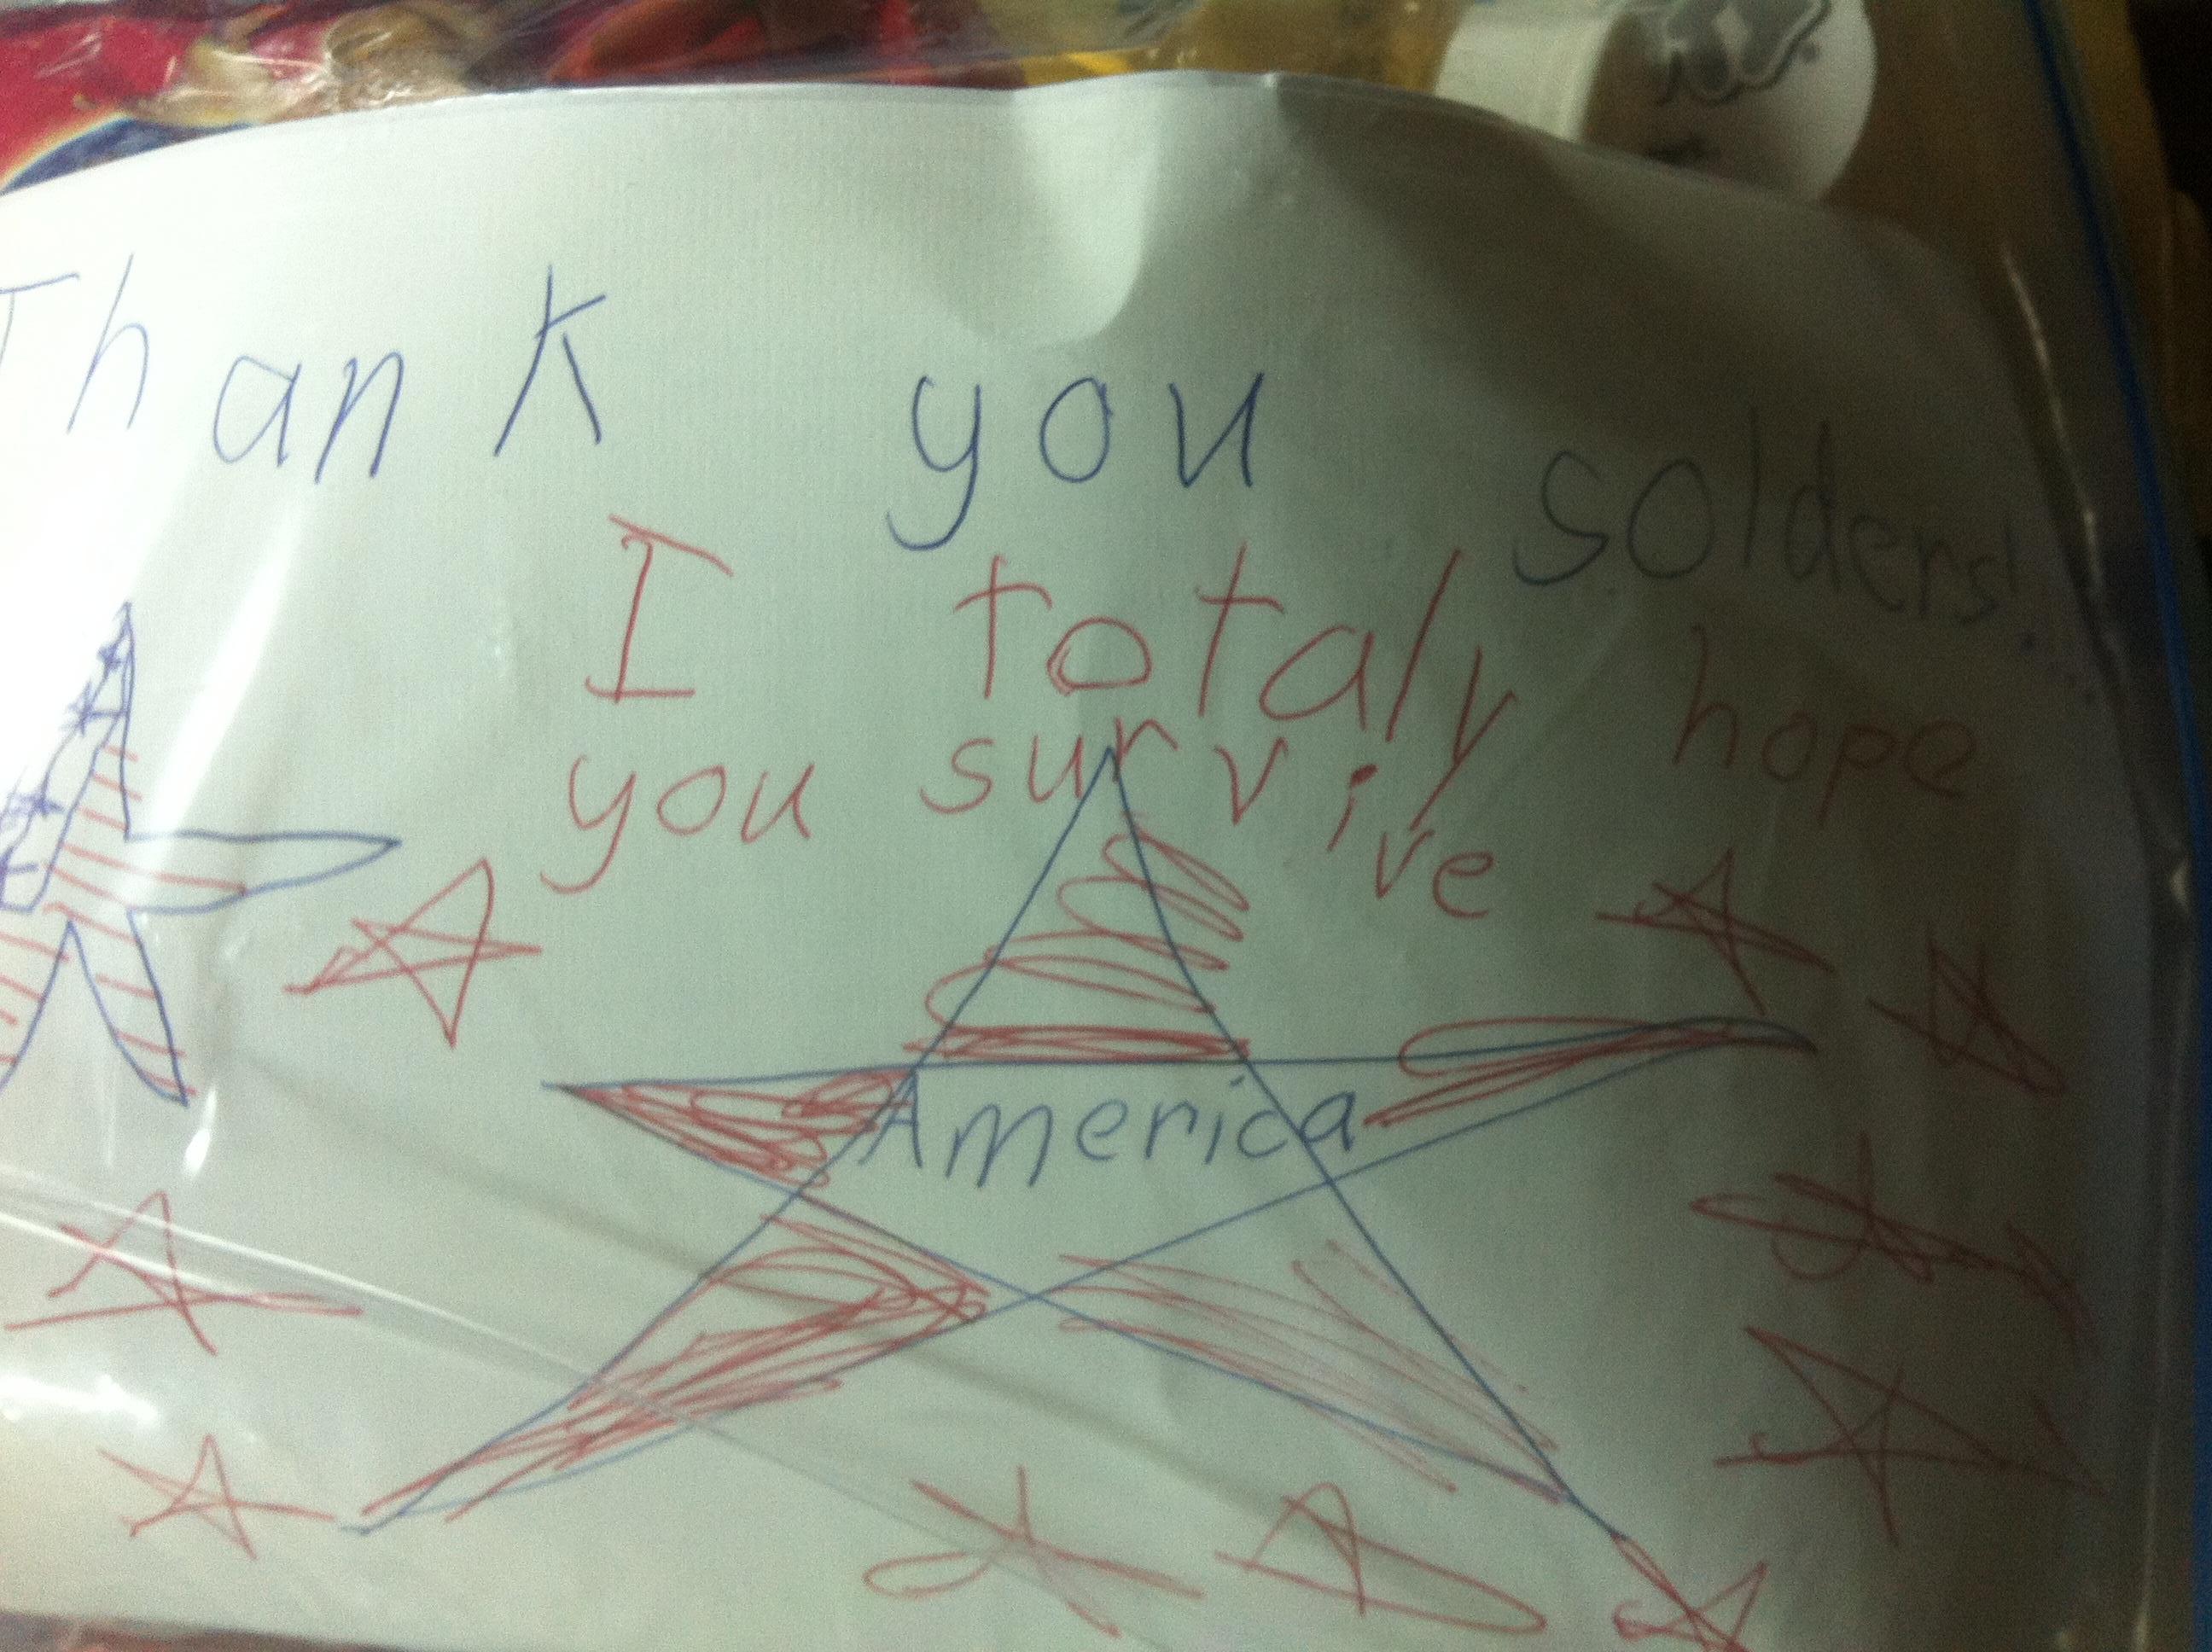 Thank you solders!
I totaly hope
you survive
America